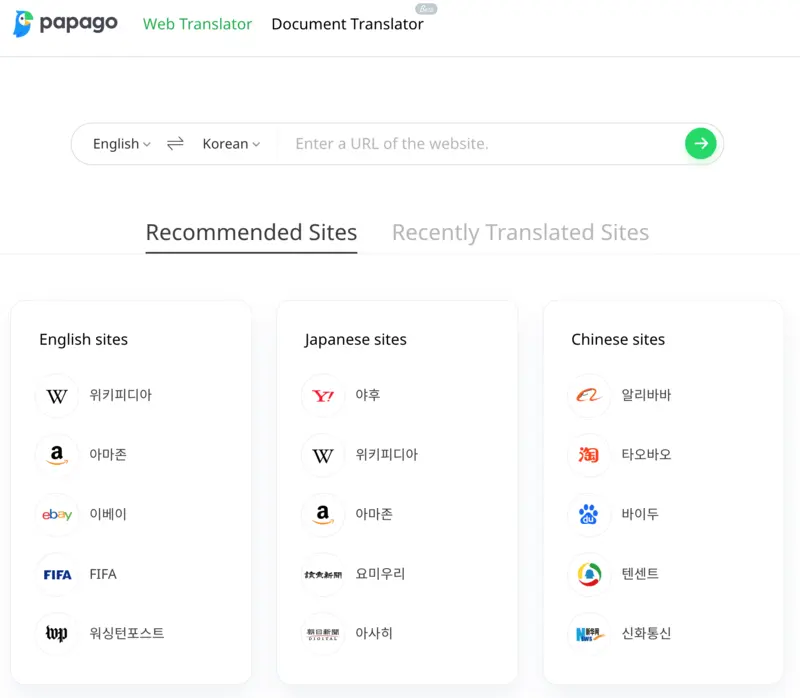 papago
Web Translator
Document Translator
Beta
English
Korean
Enter a URL of the website.
Recommended Sites
Recently Translated Sites
English sites
W
위키피디아
a
아마존
ebay
이베이
FIFA
FIFA
wp
워싱턴포스트
Japanese sites
Y!
야후
W
위키피디아
a
아마존
読売新聞
요미우리
朝日新聞
DIGITAL
아사히
Chinese sites
알리바바
淘
타오바오
du
바이두
텐센트
NEWS
신화통신